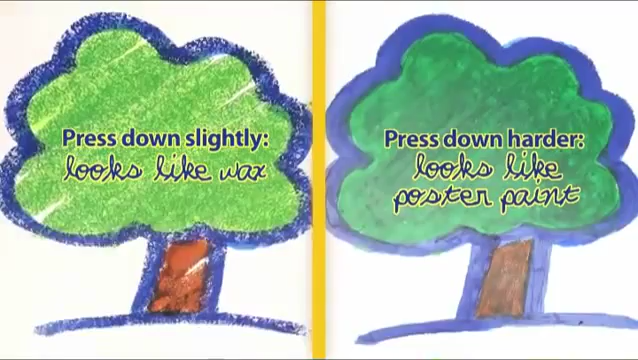 Press down slightly:
looks like wax
Press down harder:
looks like
poster paint